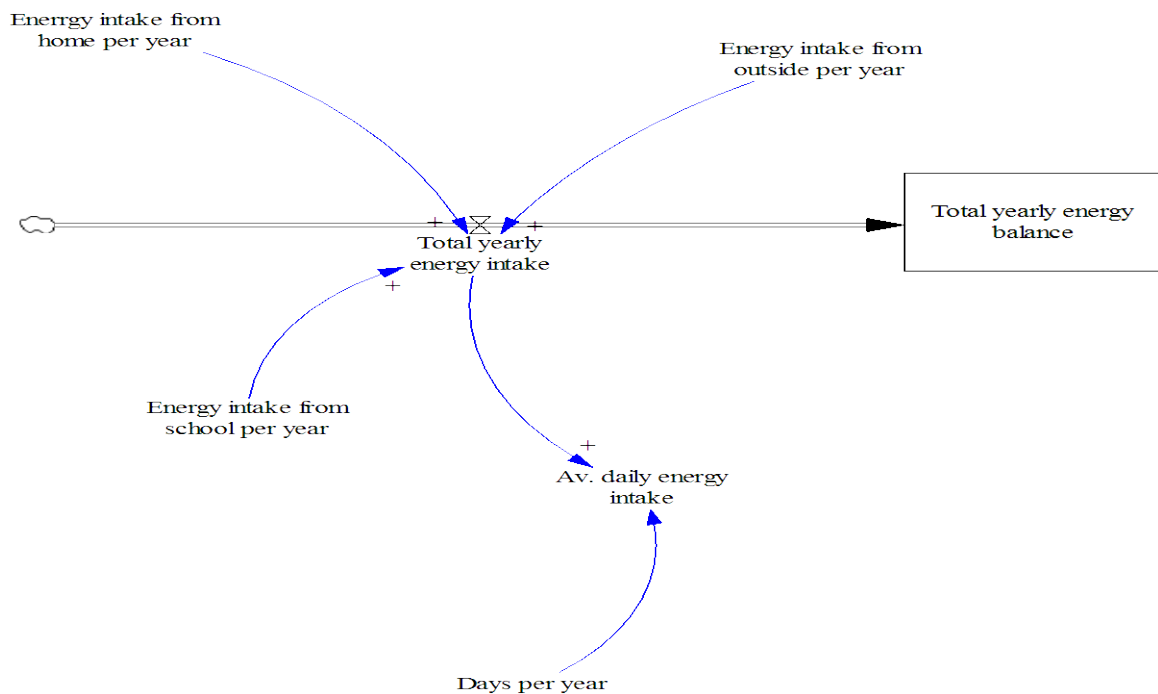 Enerrgy intake from
home per year
Energy intake from
outside per year
Total yearly energy
balance
+
+
Total yearly
energy intake
+
Energy intake from
school per year
+
Av. daily energy
intake
Days per year